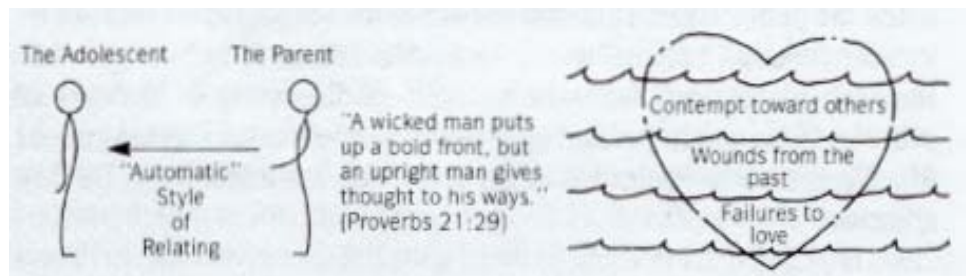 The Adolescent
The Parent
"Automatic"
Style
of
Relating
"A wicked man puts
up a bold front, but
an upright man gives
thought to his ways."
(Proverbs 21:29)
Contempt toward others
Wounds from the
past
Failures to
love